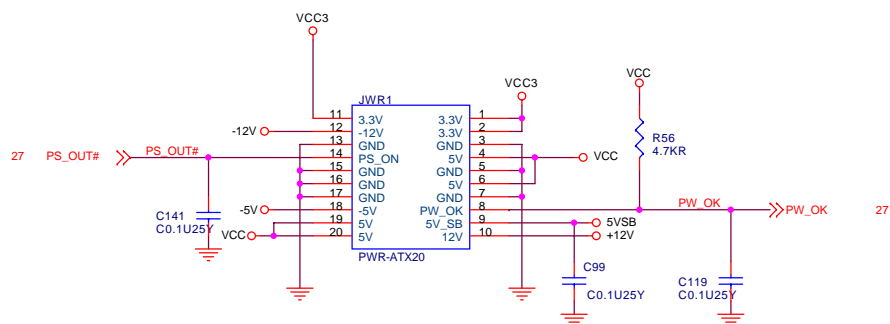 VCC3
VCC3
VCC
JWR1
11 3.3V 3.3V 1
-12V 12 -12V 3.3V 2
13 GND GND 3
27 PS_OUT# PS_OUT# 14 PS_ON 5V 4 VCC
15 GND GND 5
16 GND 5V 6
17 GND GND 7
-5V 18 -5V PW_OK 8 PW_OK PW_OK 27
19 5V 5V_SB 9 5VSB
VCC 20 5V 12V 10 +12V
PWR-ATX20
R56
4.7KR
C141
C0.1U25Y
C99
C0.1U25Y
C119
C0.1U25Y